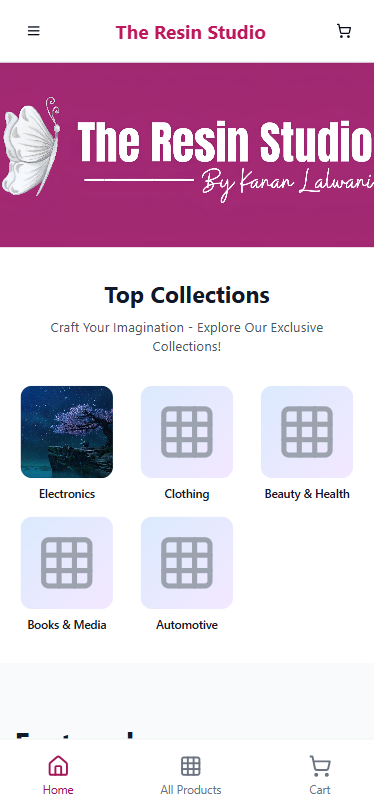 The Resin Studio
The Resin Studio
By Kanan Lalwani
Top Collections
Craft Your Imagination - Explore Our Exclusive
Collections!
Electronics
Clothing
Beauty & Health
Books & Media
Automotive
Home
All Products
Cart